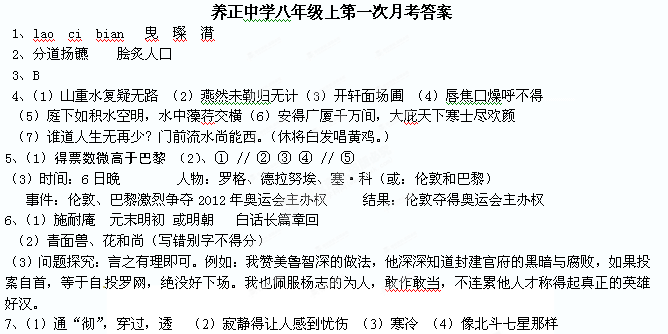 养正中学八年级上第一次月考答案
1、lao ci bian 曳 璨 潸
2、分道扬镳 脍炙人口
3、B
4、（1）山重水复疑无路 （2）燕然未勒归无计（3）开轩面场圃 （4）唇焦口燥呼不得
（5）庭下如积水空明，水中藻荇交横（6）安得广厦千万间，大庇天下寒士尽欢颜
（7）谁道人生无再少？门前流水尚能西。（休将白发唱黄鸡。）
5、（1）得票数微高于巴黎 （2）、① // ② ③ ④ // ⑤
（3）时间：6日晚 人物：罗格、德拉努埃、塞·科（或：伦敦和巴黎）
事件：伦敦、巴黎激烈争夺2012年奥运会主办权 结果：伦敦夺得奥运会主办权
6、（1）施耐庵 元末明初 或明朝 白话长篇章回
（2）青面兽、花和尚（写错别字不得分）
（3）问题探究：言之有理即可。例如：我赞美鲁智深的做法，他深深知道封建官府的黑暗与腐败，如果投
案自首，等于自投罗网，绝没好下场。我也佩服杨志的为人，敢作敢当，不连累他人才称得起真正的英雄
好汉。
7、（1）通“彻”，穿过，透 （2）寂静得让人感到忧伤 （3）寒冷 （4）像北斗七星那样